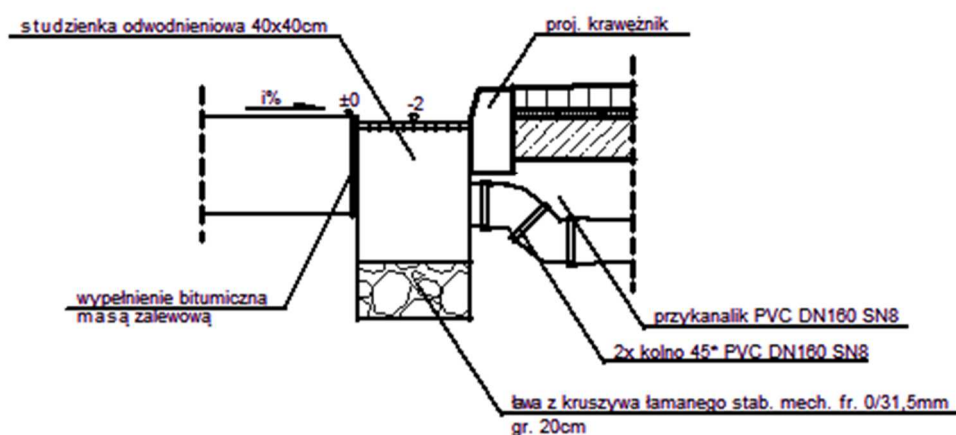 studzienka odwodnieniowa 40x40cm
proj. krawężnik
i%
±0
-2
wypełnienie bitumiczna
masą zalewową
przykanalik PVC DN160 SN8
2x kolno 45* PVC DN160 SN8
ława z kruszywa łamanego stab. mech. fr. 0/31,5mm
gr. 20cm